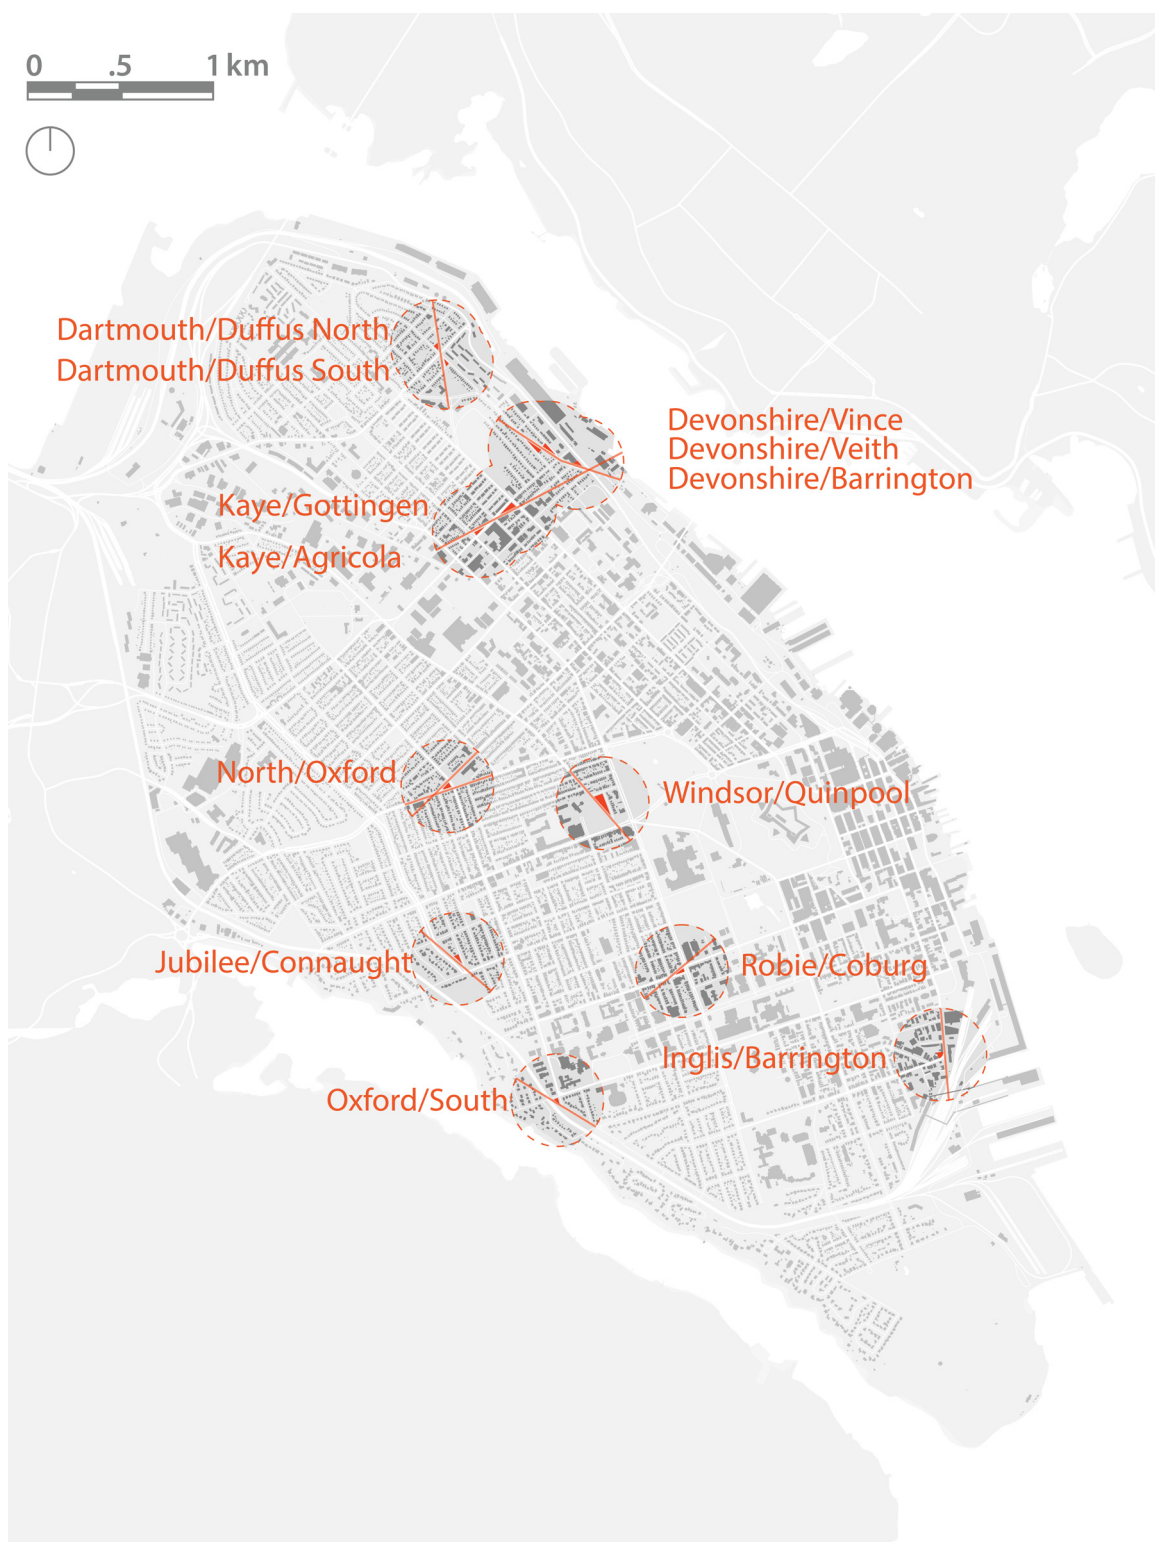 0 .5 1 km
Dartmouth/Duffus North
Dartmouth/Duffus South
Devonshire/Vince
Devonshire/Veith
Devonshire/Barrington
Kaye/Gottingen
Kaye/Agricola
North/Oxford
Windsor/Quinpool
Jubilee/Connaught
Robie/Coburg
Inglis/Barrington
Oxford/South